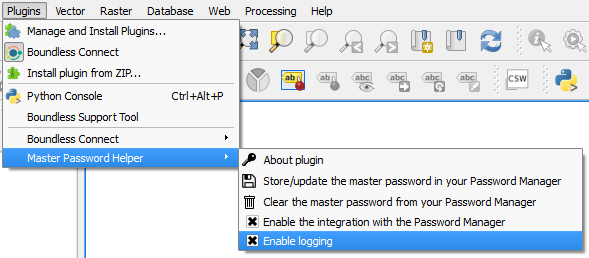 Plugins Vector Raster Database Web Processing Help
Manage and Install Plugins...
Boundless Connect
Install plugin from ZIP...
Python Console Ctrl+Alt+P
Boundless Support Tool
Boundless Connect
Master Password Helper
About plugin
Store/update the master password in your Password Manager
Clear the master password from your Password Manager
Enable the integration with the Password Manager
Enable logging
ab
ab
abc
abc
abc
abc
CSW